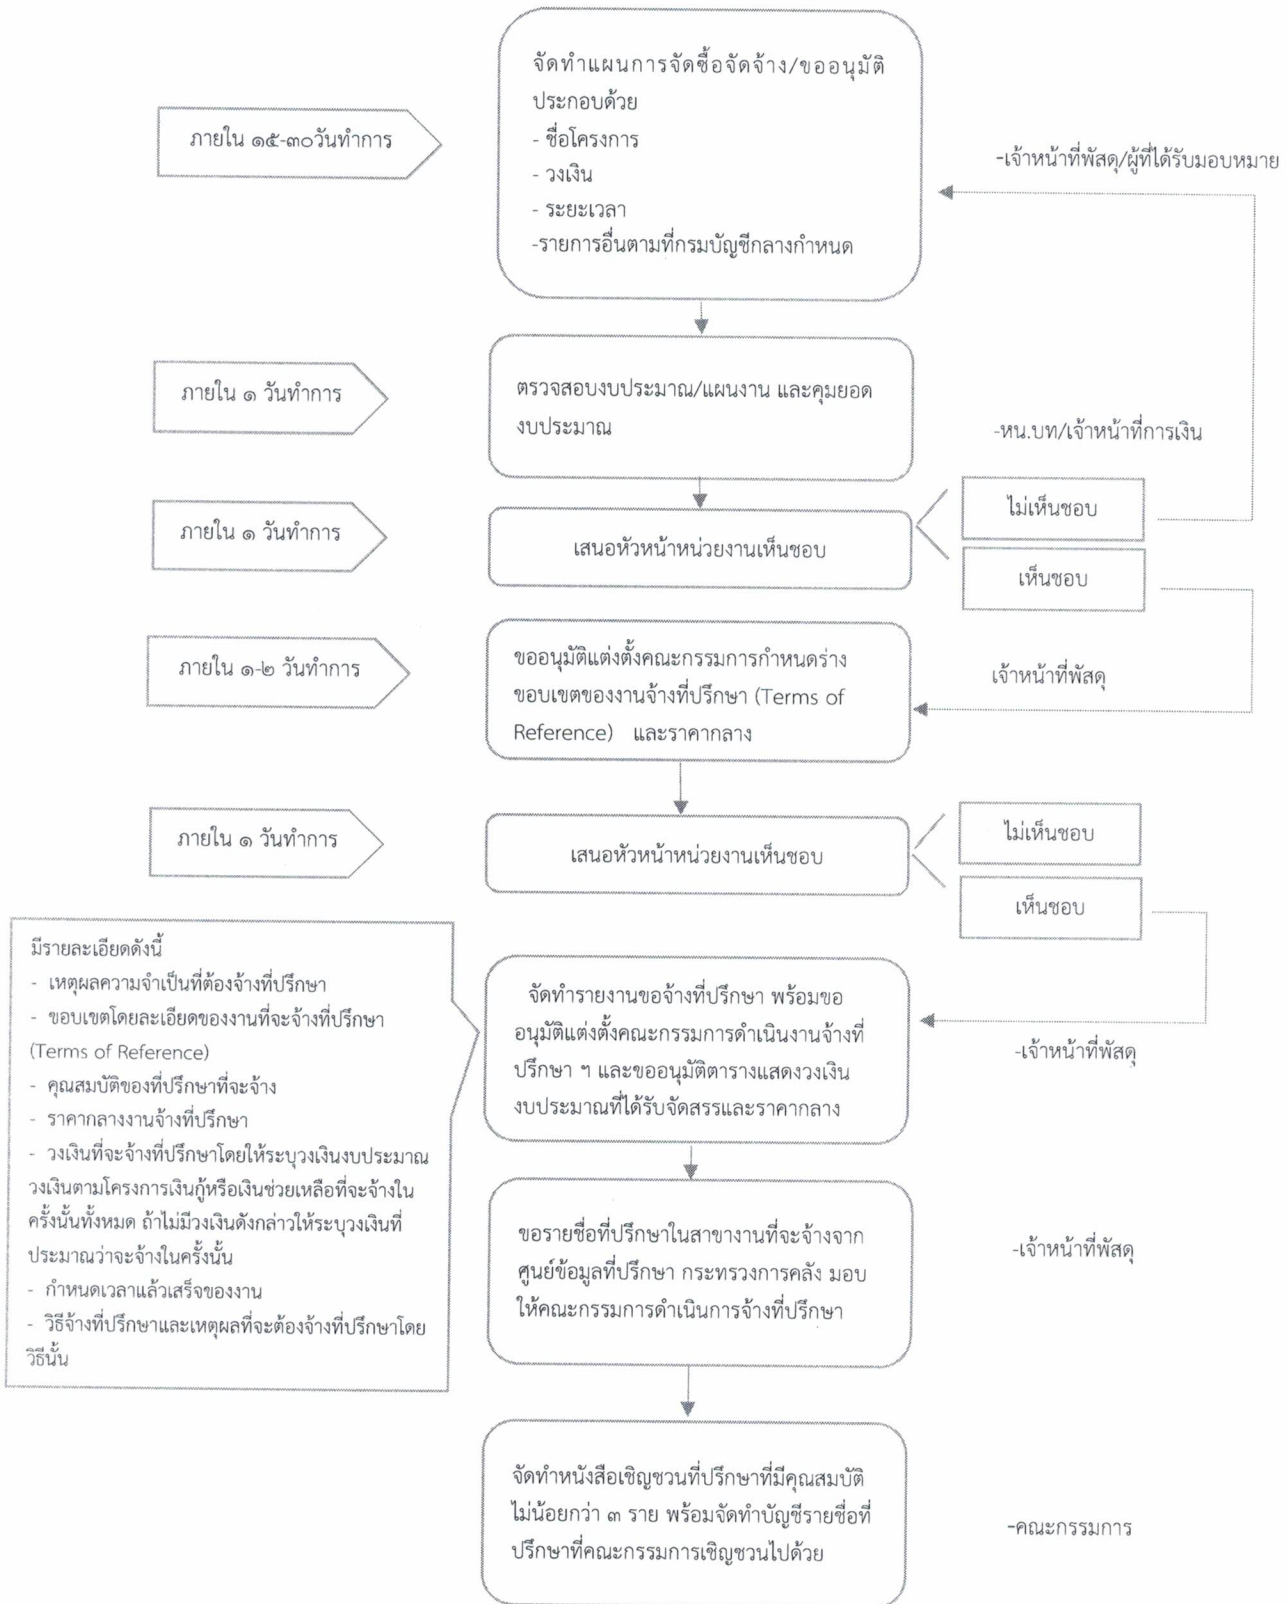 จัดทำแผนการจัดซื้อจัดจ้าง/ขออนุมัติ
ประกอบด้วย
- ชื่อโครงการ
- วงเงิน
- ระยะเวลา
-รายการอื่นตามที่กรมบัญชีกลางกำหนด
ภายใน ๑๕-๓๐วันทำการ
-เจ้าหน้าที่พัสดุ/ผู้ที่ได้รับมอบหมาย
ภายใน ๑ วันทำการ
ตรวจสอบงบประมาณ/แผนงาน และคุมยอด
งบประมาณ
-หน.บท/เจ้าหน้าที่การเงิน
ภายใน ๑ วันทำการ
เสนอหัวหน้าหน่วยงานเห็นชอบ
ไม่เห็นชอบ
เห็นชอบ
ภายใน ๑-๒ วันทำการ
ขออนุมัติแต่งตั้งคณะกรรมการกำหนดร่าง
ขอบเขตของงานจ้างที่ปรึกษา (Terms of
Reference) และราคากลาง
เจ้าหน้าที่พัสดุ
ภายใน ๑ วันทำการ
เสนอหัวหน้าหน่วยงานเห็นชอบ
ไม่เห็นชอบ
เห็นชอบ
มีรายละเอียดดังนี้
- เหตุผลความจำเป็นที่ต้องจ้างที่ปรึกษา
- ขอบเขตโดยละเอียดของงานที่จะจ้างที่ปรึกษา
(Terms of Reference)
- คุณสมบัติของที่ปรึกษาที่จะจ้าง
- ราคากลางงานจ้างที่ปรึกษา
- วงเงินที่จะจ้างที่ปรึกษาโดยให้ระบุวงเงินงบประมาณ
วงเงินตามโครงการเงินกู้หรือเงินช่วยเหลือที่จะจ้างใน
ครั้งนั้นทั้งหมด ถ้าไม่มีวงเงินดังกล่าวให้ระบุวงเงินที่
ประมาณว่าจะจ้างในครั้งนั้น
- กำหนดเวลาแล้วเสร็จของงาน
- วิธีจ้างที่ปรึกษาและเหตุผลที่จะต้องจ้างที่ปรึกษาโดย
วิธีนั้น
จัดทำรายงานขอจ้างที่ปรึกษา พร้อมขอ
อนุมัติแต่งตั้งคณะกรรมการดำเนินงานจ้างที่
ปรึกษา ฯ และขออนุมัติตารางแสดงวงเงิน
งบประมาณที่ได้รับจัดสรรและราคากลาง
-เจ้าหน้าที่พัสดุ
ขอรายชื่อที่ปรึกษาในสาขางานที่จะจ้างจาก
ศูนย์ข้อมูลที่ปรึกษา กระทรวงการคลัง มอบ
ให้คณะกรรมการดำเนินการจ้างที่ปรึกษา
-เจ้าหน้าที่พัสดุ
จัดทำหนังสือเชิญชวนที่ปรึกษาที่มีคุณสมบัติ
ไม่น้อยกว่า ๓ ราย พร้อมจัดทำบัญชีรายชื่อที่
ปรึกษาที่คณะกรรมการเชิญชวนไปด้วย
-คณะกรรมการ